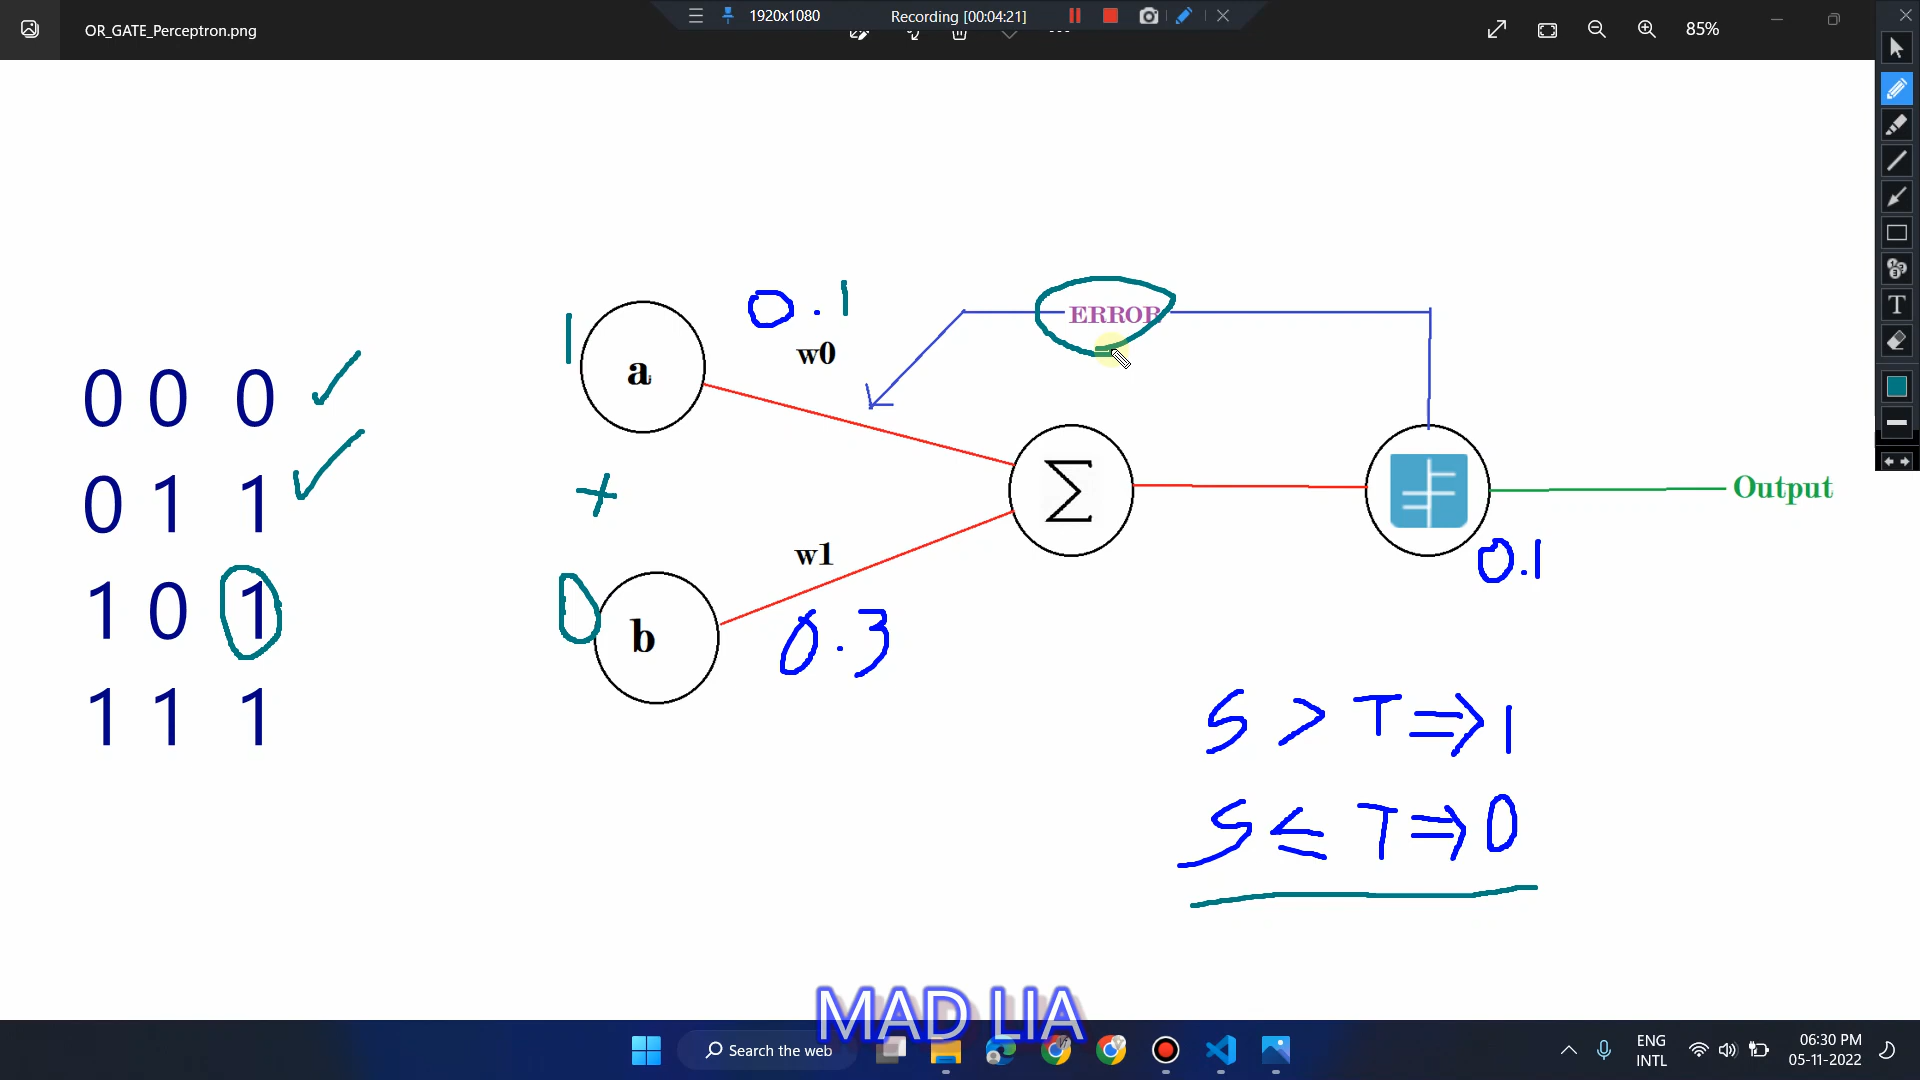 OR_GATE_Perceptron.png
1920x1080
Recording [00:04:21]
85%
T
0 0 0
0 1 1
1 0 1
1 1 1
1
a
0.1
w0
ERROR
+
Σ
Output
0
b
w1
0.3
0.1
S > T ⇒ 1
S ≤ T ⇒ 0
MAD LIA
Search the web
ENG
INTL
06:30 PM
05-11-2022